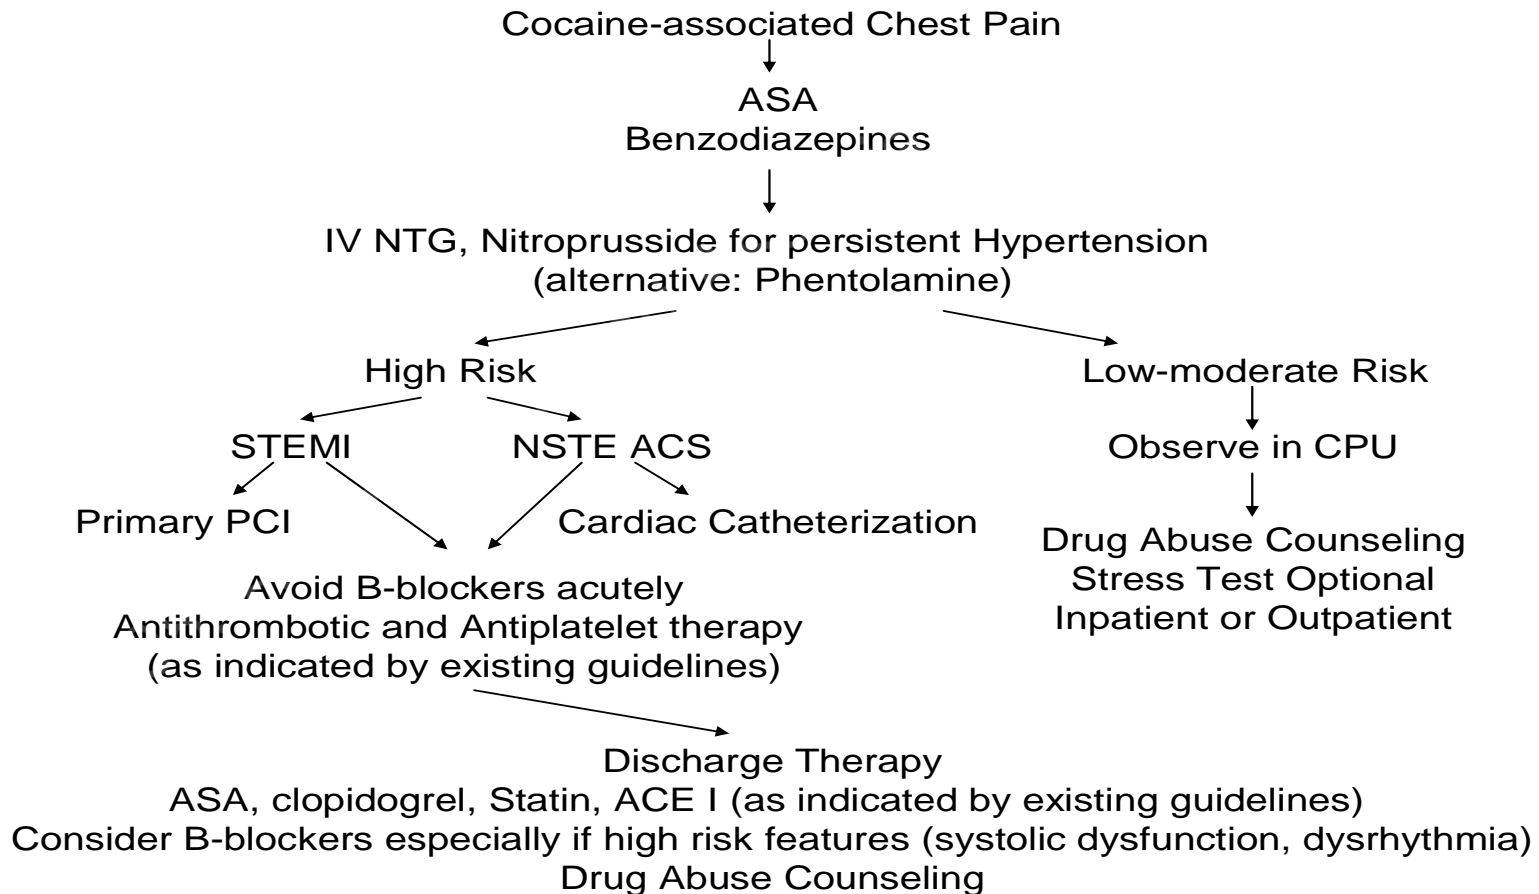 Cocaine-associated Chest Pain
ASA
Benzodiazepines
IV NTG, Nitroprusside for persistent Hypertension
(alternative: Phentolamine)
High Risk
Low-moderate Risk
STEMI
NSTE ACS
Observe in CPU
Primary PCI
Cardiac Catheterization
Drug Abuse Counseling
Stress Test Optional
Inpatient or Outpatient
Avoid B-blockers acutely
Antithrombotic and Antiplatelet therapy
(as indicated by existing guidelines)
Discharge Therapy
ASA, clopidogrel, Statin, ACE I (as indicated by existing guidelines)
Consider B-blockers especially if high risk features (systolic dysfunction, dysrhythmia)
Drug Abuse Counseling